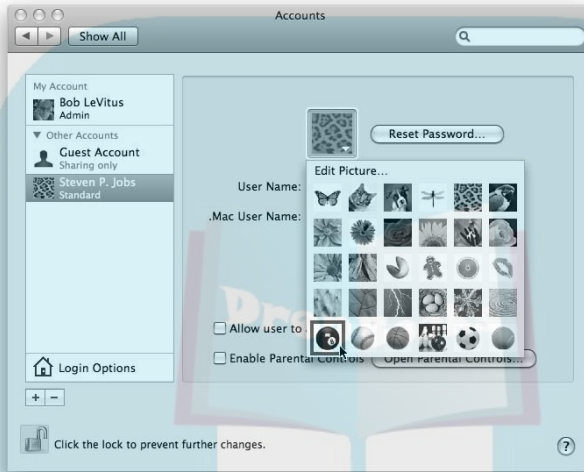 Accounts
Show All
My Account
Bob LeVitus
Admin
Other Accounts
Guest Account
Sharing only
Steven P. Jobs
Standard
Login Options
Reset Password...
Edit Picture...
User Name:
.Mac User Name:
Allow user to
Enable Parental Controls
Open Parental Controls...
+ −
Click the lock to prevent further changes.
?